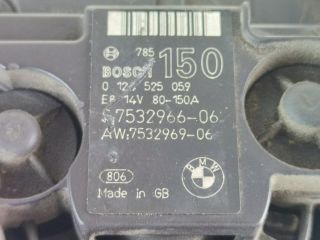 785
BOSCH 150
0 124 525 059
E8 14V 80-150A
7532966-06
AW:7532969-06
806
Made in GB
BMW